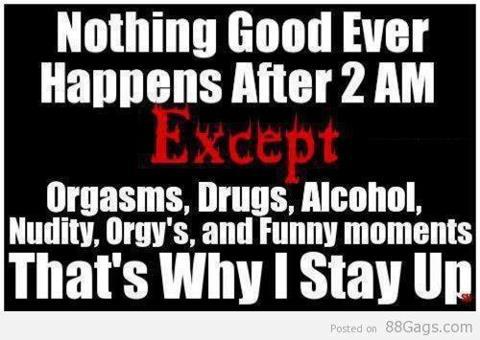 Nothing Good Ever
Happens After 2 AM
Except
Orgasms, Drugs, Alcohol,
Nudity, Orgy's, and Funny moments
That's Why I Stay Up
Posted on 88Gags.com